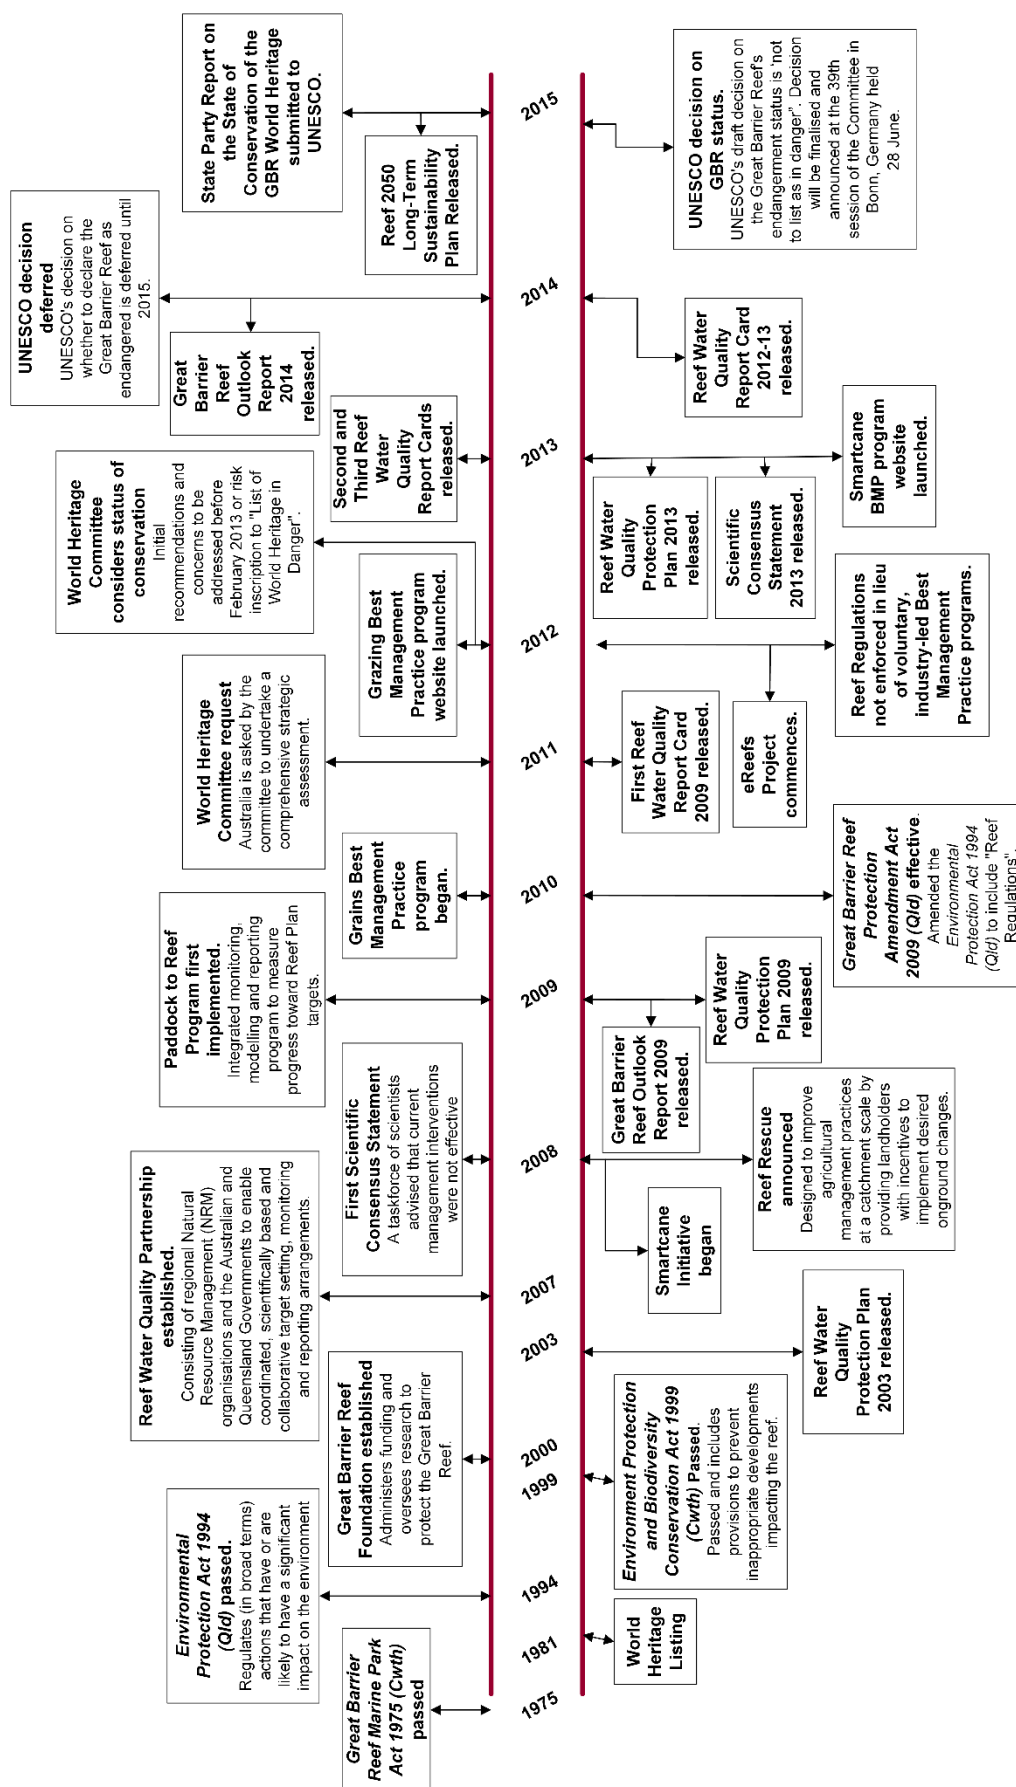 Great Barrier
Reef Marine Park
Act 1975 (Cwth)
passed
Environmental
Protection Act 1994
(Qld) passed.
Regulates (in broad terms)
actions that have or are
likely to have a significant
impact on the environment
Great Barrier Reef
Foundation established
Administers funding and
oversees research to
protect the Great Barrier
Reef.
Reef Water Quality Partnership
established.
Consisting of regional Natural
Resource Management (NRM)
organisations and the Australian and
Queensland Governments to enable
coordinated, scientifically based and
collaborative target setting, monitoring
and reporting arrangements.
First Scientific
Consensus Statement
A taskforce of scientists
advised that current
management interventions
were not effective
Paddock to Reef
Program first
implemented.
Integrated monitoring,
modelling and reporting
program to measure
progress toward Reef Plan
targets.
Grains Best
Management
Practice
program
began.
World Heritage
Committee request
Australia is asked by the
committee to undertake a
comprehensive strategic
assessment.
Grazing Best
Management
Practice program
website launched.
World Heritage
Committee
considers status of
conservation
Initial
recommendations and
concerns to be
addressed before
February 2013 or risk
inscription to "List of
World Heritage in
Danger".
Second and
Third Reef
Water
Quality
Report Cards
released.
UNESCO decision
deferred
UNESCO's decision on
whether to declare the
Great Barrier Reef as
endangered is deferred until
2015.
Great
Barrier
Reef
Outlook
Report
2014
released.
State Party Report on
the State of
Conservation of the
GBR World Heritage
submitted to
UNESCO.
Reef 2050
Long-Term
Sustainability
Plan Released.
1975
1981
1994
1999
2000
2003
2007
2008
2009
2010
2011
2012
2013
2014
2015
World
Heritage
Listing
Environment Protection
and Biodiversity
Conservation Act 1999
(Cwth) Passed.
Passed and includes
provisions to prevent
inappropriate developments
impacting the reef.
Reef Water
Quality
Protection Plan
2003 released.
Smartcane
Initiative
began
Reef Rescue
announced
Designed to improve
agricultural
management practices
at a catchment scale by
providing landholders
with incentives to
implement desired
onground changes.
Great Barrier
Reef Outlook
Report 2009
released.
Reef Water
Quality
Protection
Plan 2009
released.
Great Barrier Reef
Protection
Amendment Act
2009 (Qld) effective.
Amended the
Environmental
Protection Act 1994
(Qld) to include "Reef
Regulations".
First Reef
Water Quality
Report Card
2009 released.
eReefs
Project
commences.
Reef Regulations
not enforced in lieu
of voluntary,
industry-led Best
Management
Practice programs.
Reef Water
Quality
Protection
Plan 2013
released.
Scientific
Consensus
Statement
2013 released.
Smartcane
BMP program
website
launched.
Reef Water
Quality
Report Card
2012-13
released.
UNESCO decision on
GBR status.
UNESCO's draft decision on
the Great Barrier Reef's
endangerment status is 'not
to list as in danger". Decision
will be finalised and
announced at the 39th
session of the Committee in
Bonn, Germany held
28 June.